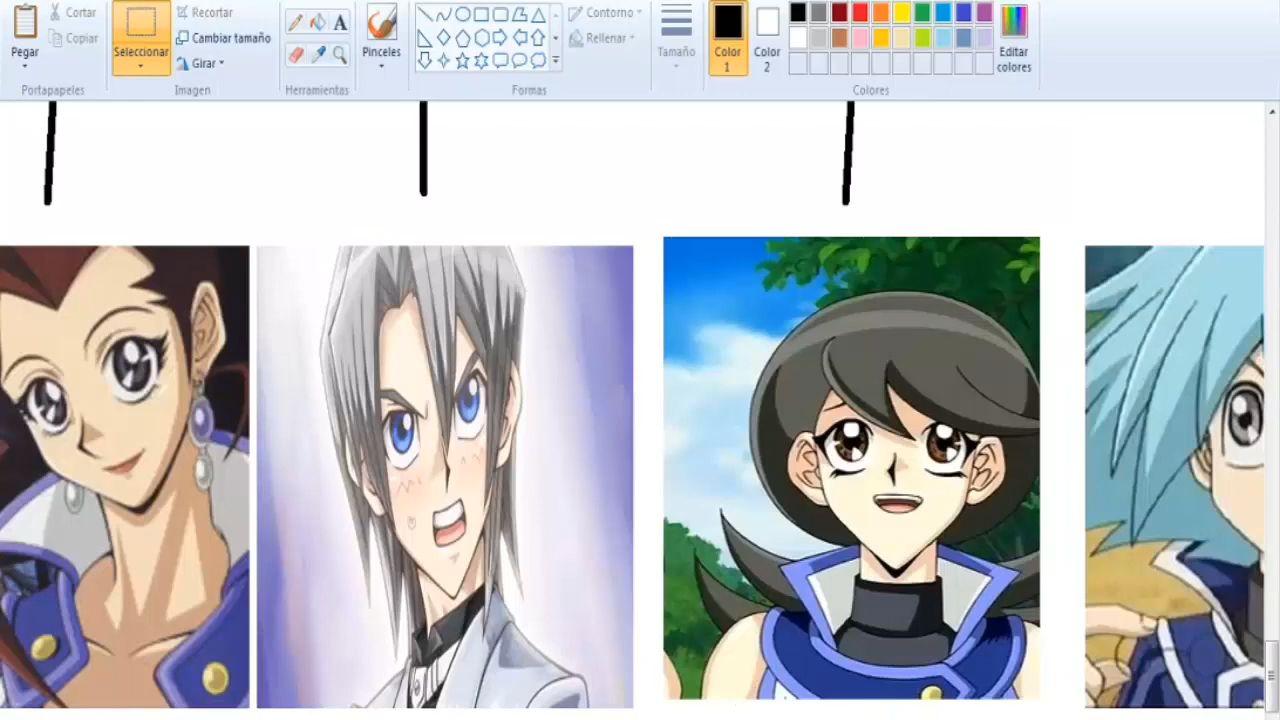 Pegar
Cortar
Copiar
Portapapeles
Seleccionar
Recortar
Cambiar tamaño
Girar
Imagen
A
Herramientas
Pinceles
Contorno
Rellenar
Formas
Tamaño
Color
1
Color
2
Editar
colores
Colores